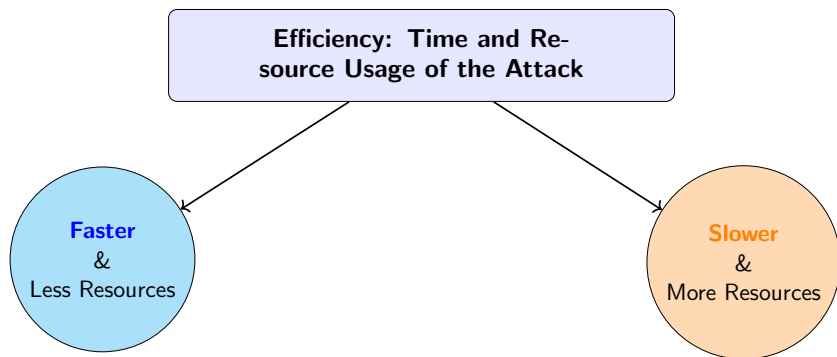 Efficiency: Time and Re-
source Usage of the Attack
Faster
&
Less Resources
Slower
&
More Resources